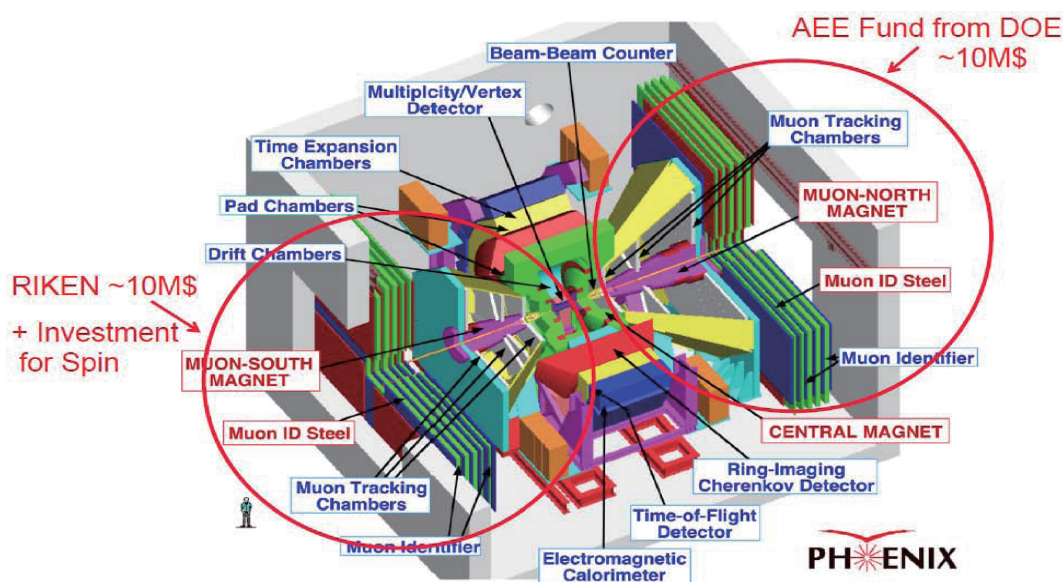 AEE Fund from DOE
~10M$
Beam-Beam Counter
Multiplcity/Vertex
Detector
Muon Tracking
Chambers
Time Expansion
Chambers
MUON-NORTH
MAGNET
Pad Chambers
Drift Chambers
Muon ID Steel
RIKEN ~10M$
+ Investment
for Spin
MUON-SOUTH
MAGNET
Muon Identifier
Muon ID Steel
CENTRAL MAGNET
Ring-Imaging
Cherenkov Detector
Muon Tracking
Chambers
Time-of-Flight
Detector
Muon Identifier
Electromagnetic
Calorimeter
PHENIX